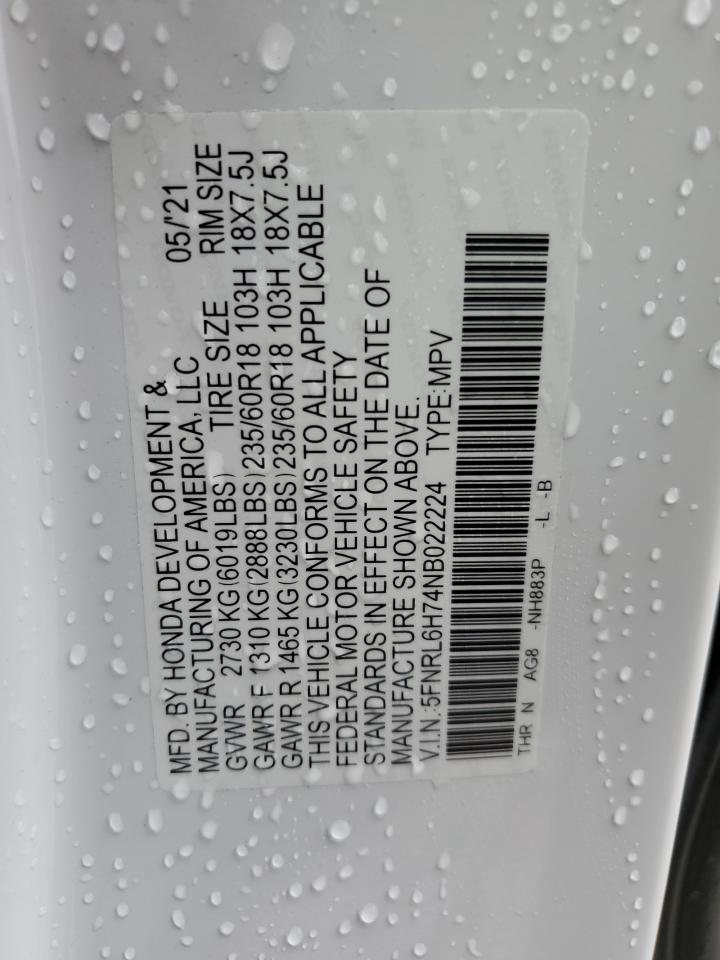 MFD. BY HONDA DEVELOPMENT &
MANUFACTURING OF AMERICA, LLC 05/'21
GVWR 2730 KG(6019LBS) TIRE SIZE RIM SIZE
GAWR F 1310 KG(2888LBS)235/60R18 103H 18X7.5J
GAWR R 1465 KG(3230LBS)235/60R18 103H 18X7.5J
THIS VEHICLE CONFORMS TO ALL APPLICABLE
FEDERAL MOTOR VEHICLE SAFETY
STANDARDS IN EFFECT ON THE DATE OF
MANUFACTURE SHOWN ABOVE.
V.I.N.:5FNRL6H74NB022224 TYPE:MPV
THR N AG8 -NH883P -L -B